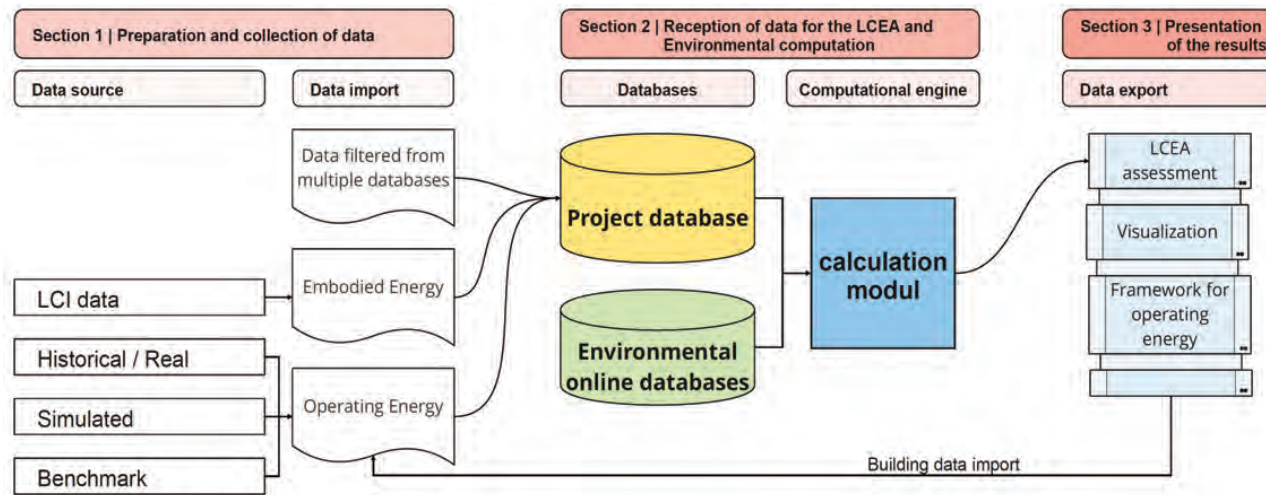 Section 1 | Preparation and collection of data
Section 2 | Reception of data for the LCEA and
Environmental computation
Section 3 | Presentation
of the results
Data source
Data import
Databases
Computational engine
Data export
Data filtered from
multiple databases
Embodied Energy
Operating Energy
LCI data
Historical / Real
Simulated
Benchmark
Project database
Environmental
online databases
calculation
modul
LCEA
assessment
Visualization
Framework for
operating
energy
Building data import